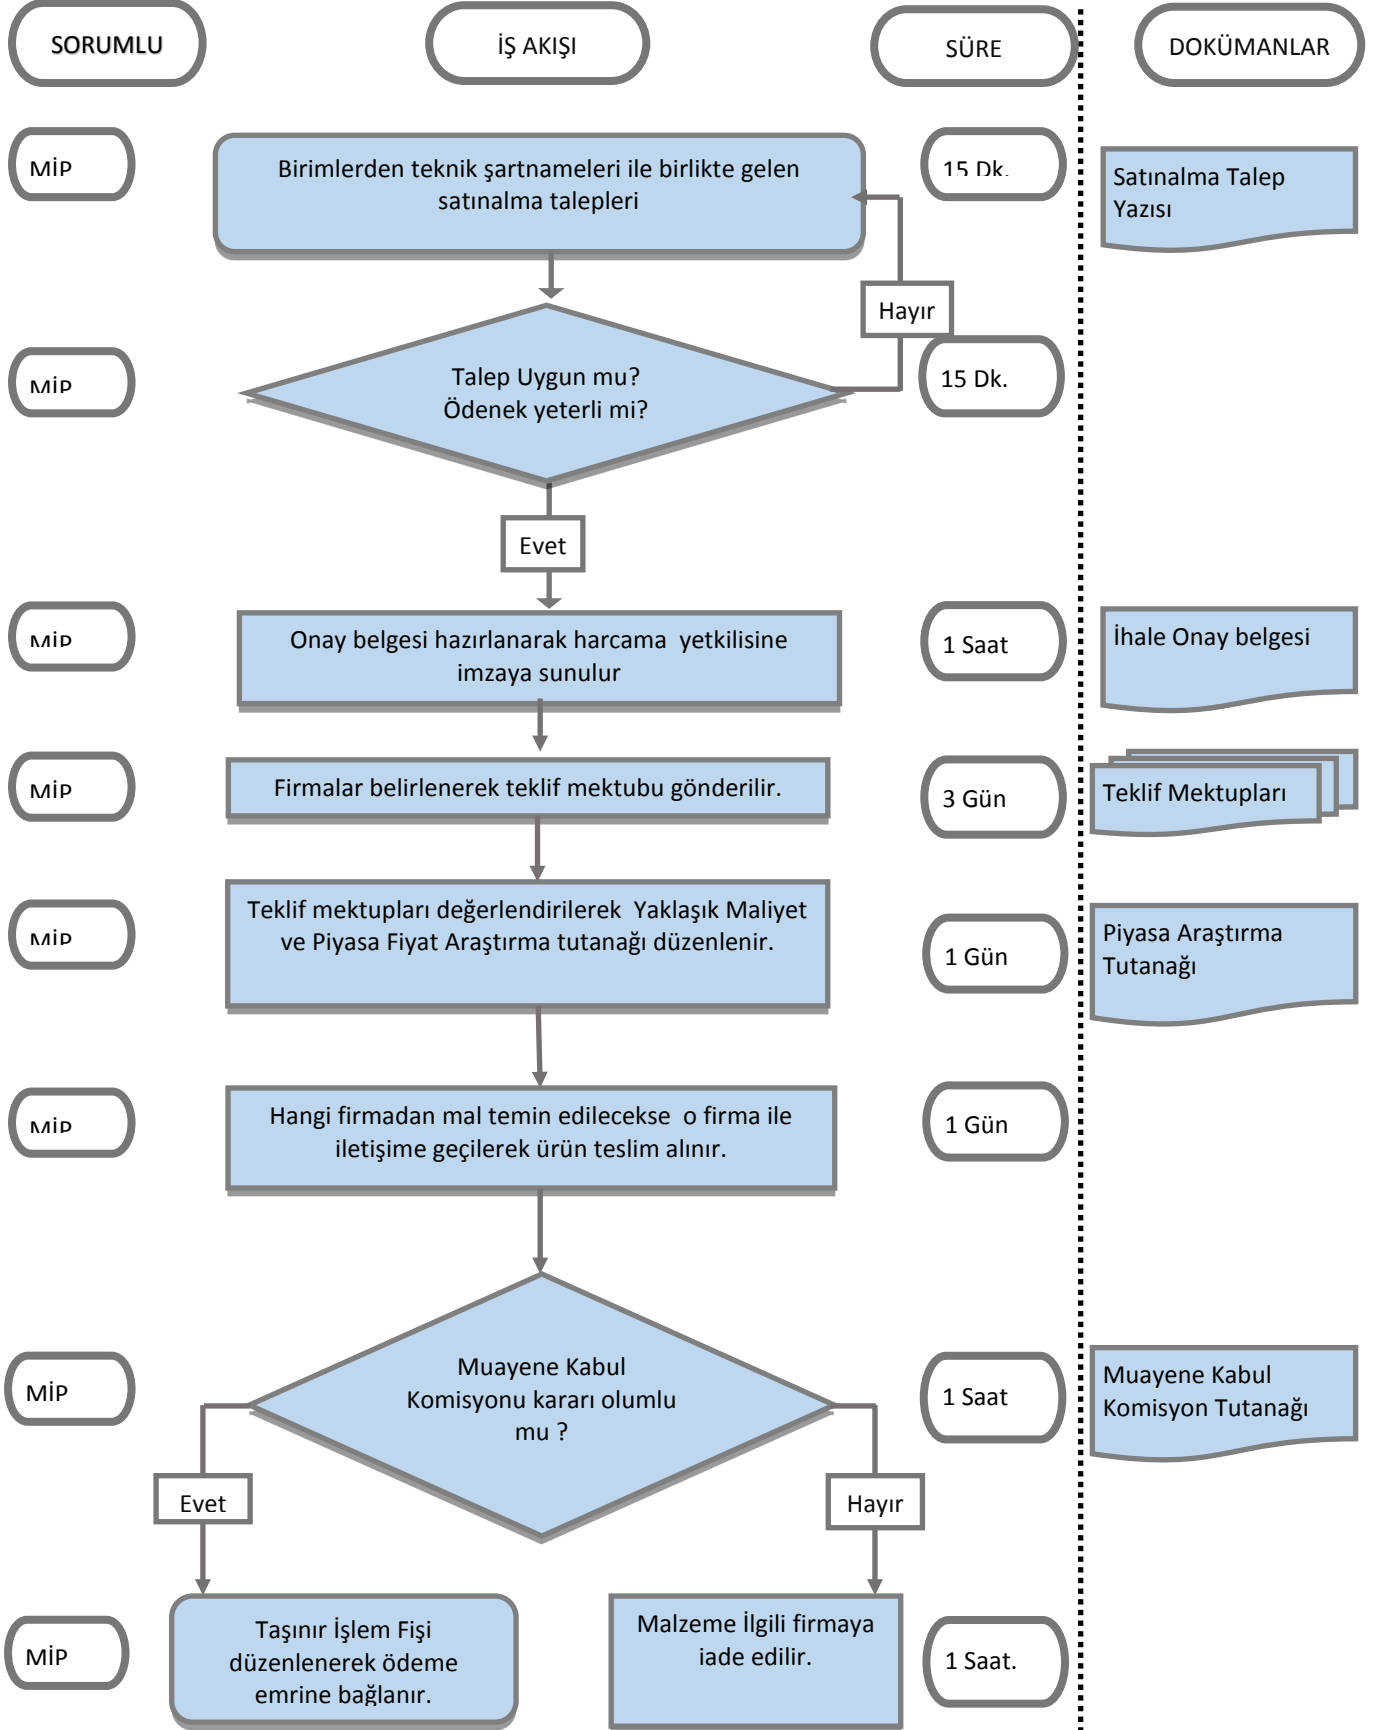 SORUMLU
İŞ AKIŞI
SÜRE
DOKÜMANLAR
MİP
Birimlerden teknik şartnameleri ile birlikte gelen
satınalma talepleri
15 Dk.
Satınalma Talep
Yazısı
Hayır
MİP
Talep Uygun mu?
Ödenek yeterli mi?
15 Dk.
Evet
MİP
Onay belgesi hazırlanarak harcama  yetkilisine
imzaya sunulur
1 Saat
İhale Onay belgesi
MİP
Firmalar belirlenerek teklif mektubu gönderilir.
3 Gün
Teklif Mektupları
MİP
Teklif mektupları değerlendirilerek  Yaklaşık Maliyet
ve Piyasa Fiyat Araştırma tutanağı düzenlenir.
1 Gün
Piyasa Araştırma
Tutanağı
MİP
Hangi firmadan mal temin edilecekse  o firma ile
iletişime geçilerek ürün teslim alınır.
1 Gün
MİP
Muayene Kabul
Komisyonu kararı olumlu
mu ?
1 Saat
Muayene Kabul
Komisyon Tutanağı
Evet
Hayır
MİP
Taşınır İşlem Fişi
düzenlenerek ödeme
emrine bağlanır.
Malzeme İlgili firmaya
iade edilir.
1 Saat.